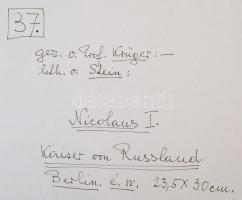 37.
gez. v. Prof. Krüger:—
lith. v. Stein:
Nicolaus I.
Kaiser von Russland
Berlin. é. n. 23,5 X 30 cm.